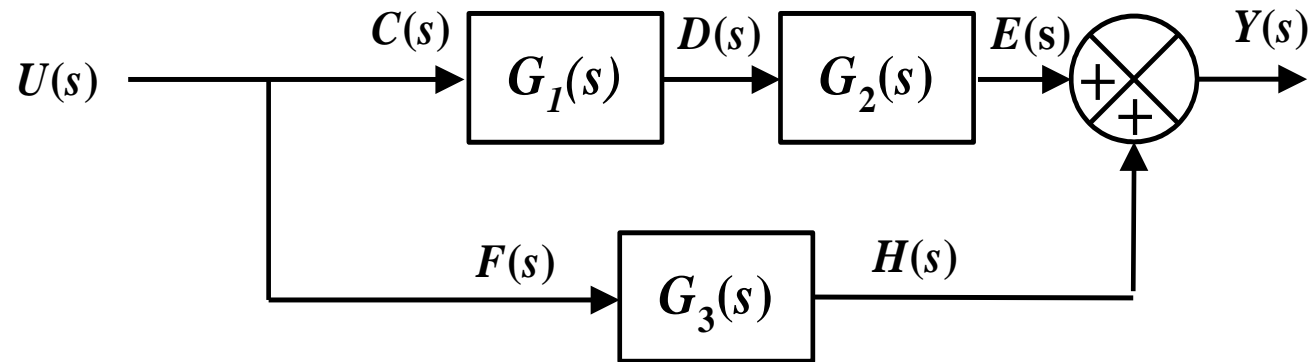 C(s) D(s) E(s) Y(s)
U(s) G₁(s) G₂(s) + +
F(s) G₃(s) H(s)